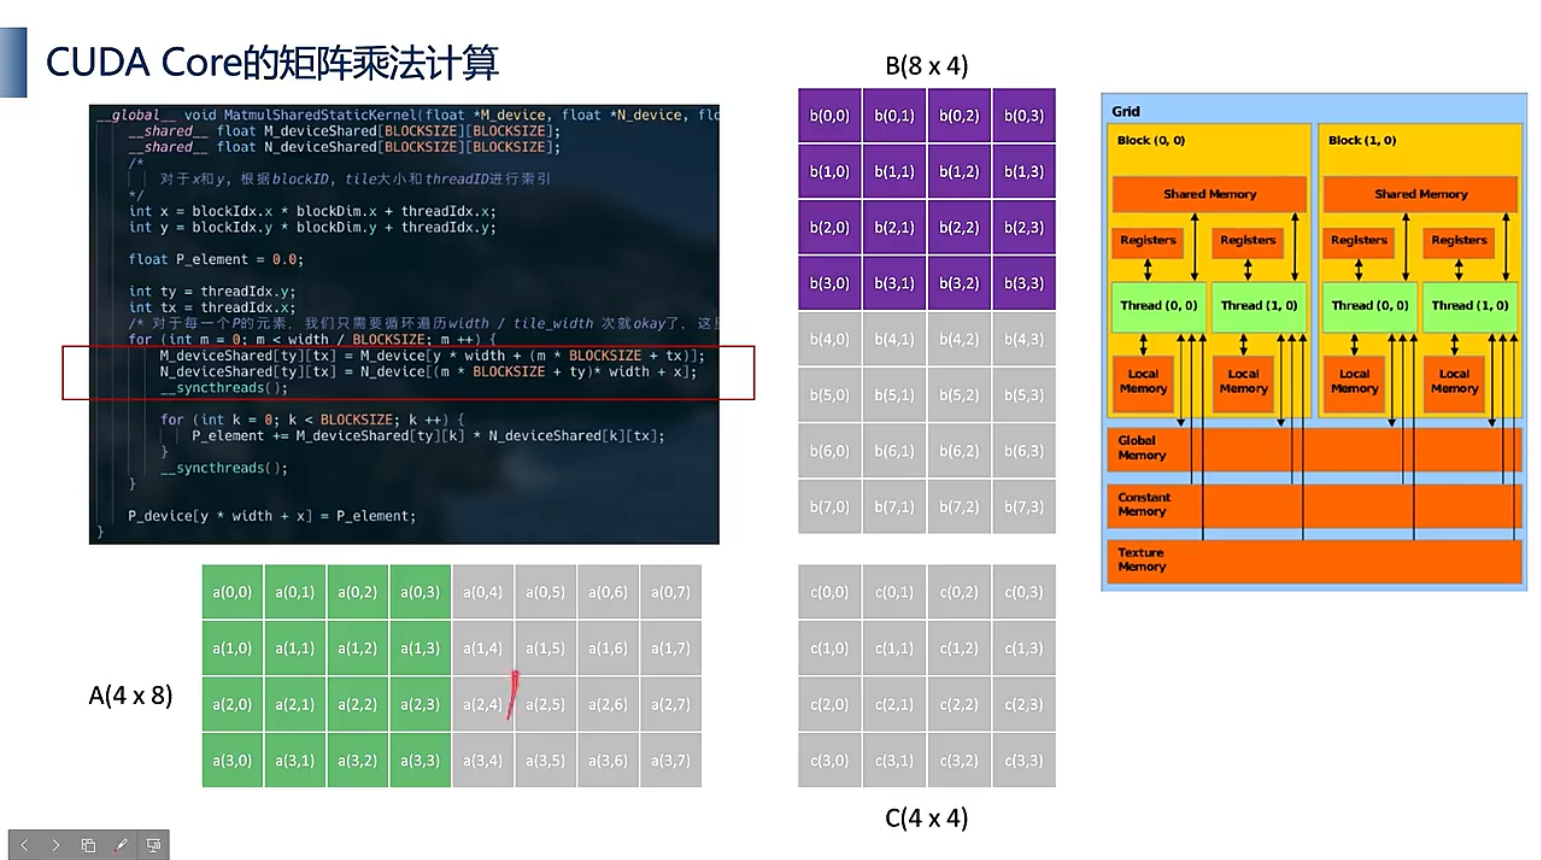 CUDA Core的矩阵乘法计算
__global__ void MatmulSharedStaticKernel(float *M_device, float *N_device, flo
__shared__ float M_deviceShared[BLOCKSIZE][BLOCKSIZE];
__shared__ float N_deviceShared[BLOCKSIZE][BLOCKSIZE];
/*
对于x和y, 根据blockID, tile大小和threadID进行索引
*/
int x = blockIdx.x * blockDim.x + threadIdx.x;
int y = blockIdx.y * blockDim.y + threadIdx.y;
float P_element = 0.0;
int ty = threadIdx.y;
int tx = threadIdx.x;
/* 对于每一个P的元素, 我们只需要循环遍历width / tile_width 次就okay了, 这里
for (int m = 0; m < width / BLOCKSIZE; m ++) {
M_deviceShared[ty][tx] = M_device[y * width + (m * BLOCKSIZE + tx)];
N_deviceShared[ty][tx] = N_device[(m * BLOCKSIZE + ty)* width + x];
__syncthreads();
for (int k = 0; k < BLOCKSIZE; k ++) {
P_element += M_deviceShared[ty][k] * N_deviceShared[k][tx];
}
__syncthreads();
}
P_device[y * width + x] = P_element;
}
B(8 x 4)
b(0,0) b(0,1) b(0,2) b(0,3)
b(1,0) b(1,1) b(1,2) b(1,3)
b(2,0) b(2,1) b(2,2) b(2,3)
b(3,0) b(3,1) b(3,2) b(3,3)
b(4,0) b(4,1) b(4,2) b(4,3)
b(5,0) b(5,1) b(5,2) b(5,3)
b(6,0) b(6,1) b(6,2) b(6,3)
b(7,0) b(7,1) b(7,2) b(7,3)
Grid
Block (0, 0) Block (1, 0)
Shared Memory Shared Memory
Registers Registers Registers Registers
Thread (0, 0) Thread (1, 0) Thread (0, 0) Thread (1, 0)
Local Local Local Local
Memory Memory Memory Memory
Global
Memory
Constant
Memory
Texture
Memory
A(4 x 8)
a(0,0) a(0,1) a(0,2) a(0,3) a(0,4) a(0,5) a(0,6) a(0,7)
a(1,0) a(1,1) a(1,2) a(1,3) a(1,4) a(1,5) a(1,6) a(1,7)
a(2,0) a(2,1) a(2,2) a(2,3) a(2,4) a(2,5) a(2,6) a(2,7)
a(3,0) a(3,1) a(3,2) a(3,3) a(3,4) a(3,5) a(3,6) a(3,7)
c(0,0) c(0,1) c(0,2) c(0,3)
c(1,0) c(1,1) c(1,2) c(1,3)
c(2,0) c(2,1) c(2,2) c(2,3)
c(3,0) c(3,1) c(3,2) c(3,3)
C(4 x 4)